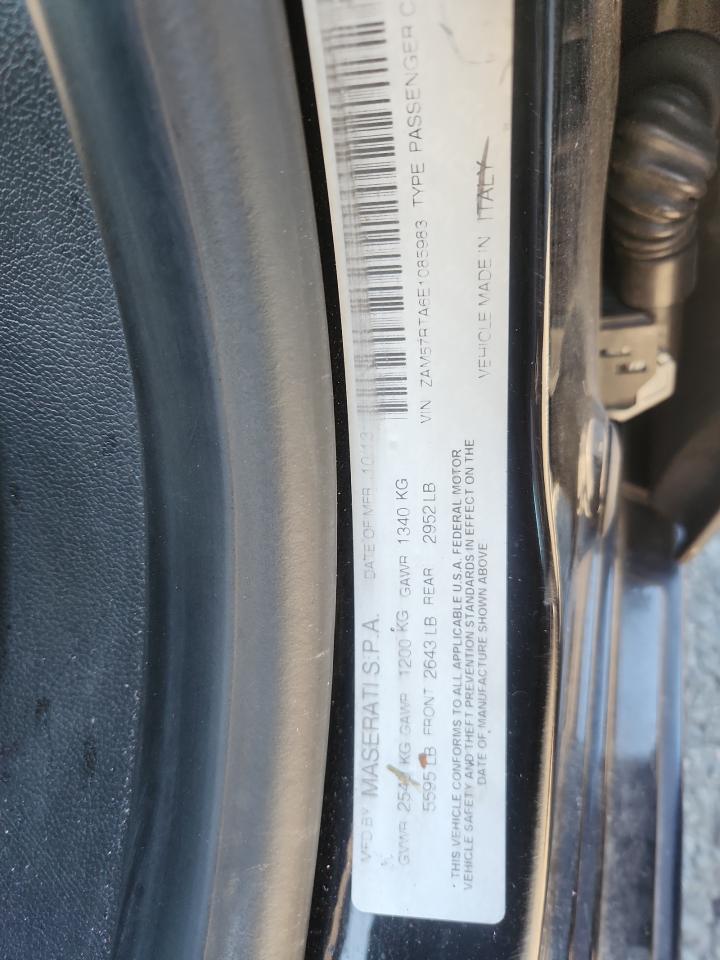 MFD BY MASERATI S.P.A. DATE OF MFR 10/13
GVWR 254 KG GAWR 1200 KG GAWR 1340 KG
5595 LB FRONT 2643 LB REAR 2952 LB
VIN ZAM57RTA6E1085983 TYPE PASSENGER C
• THIS VEHICLE CONFORMS TO ALL APPLICABLE U.S.A. FEDERAL MOTOR
VEHICLE SAFETY AND THEFT PREVENTION STANDARDS IN EFFECT ON THE
DATE OF MANUFACTURE SHOWN ABOVE
VEHICLE MADE IN ITALY